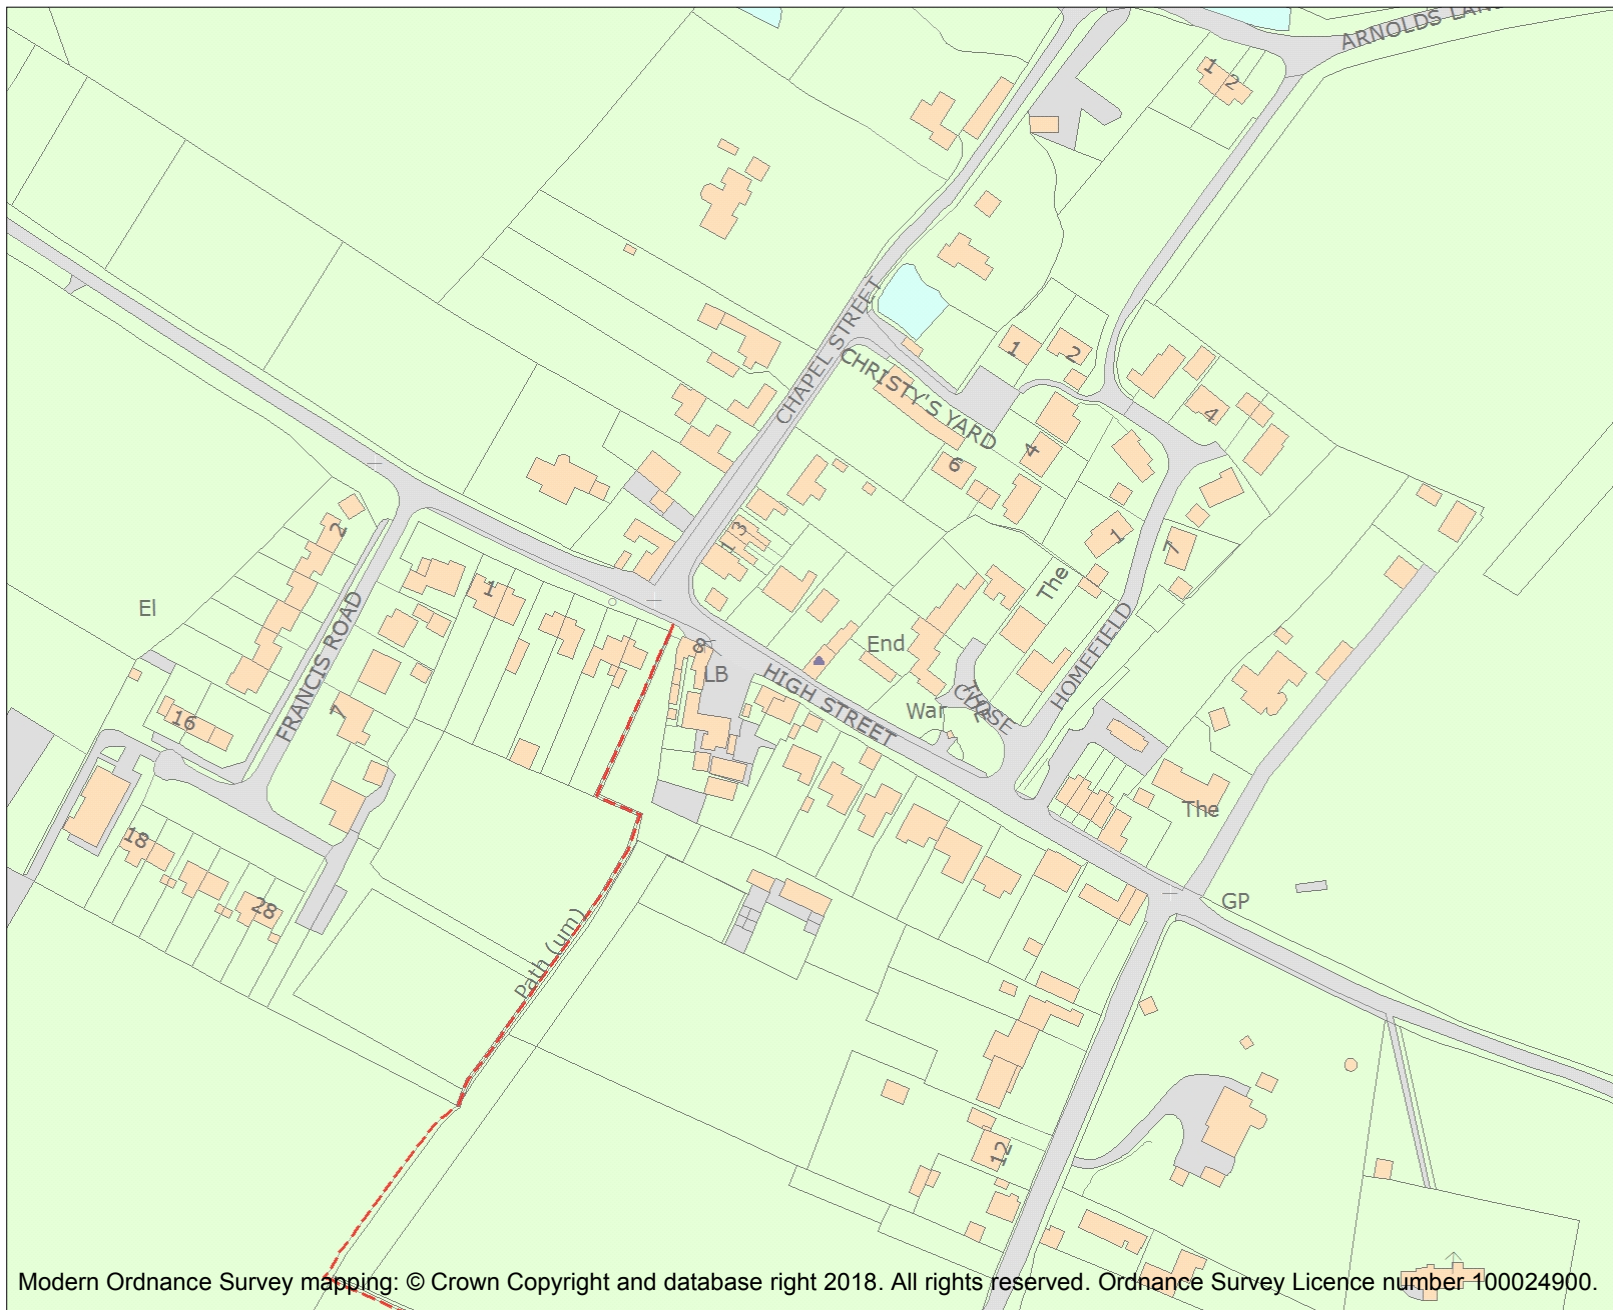 ARNOLDS LANE
1
2
CHAPEL STREET
CHRISTY'S YARD
1
2
4
4
6
2
1 3
1
7
The
1
El
FRANCIS ROAD
HOMEFIELD
End
8
LB
HIGH STREET
War
CHASE
7
16
The
18
28
GP
Path (um)
12
Modern Ordnance Survey mapping: © Crown Copyright and database right 2018. All rights reserved. Ordnance Survey Licence number 100024900.